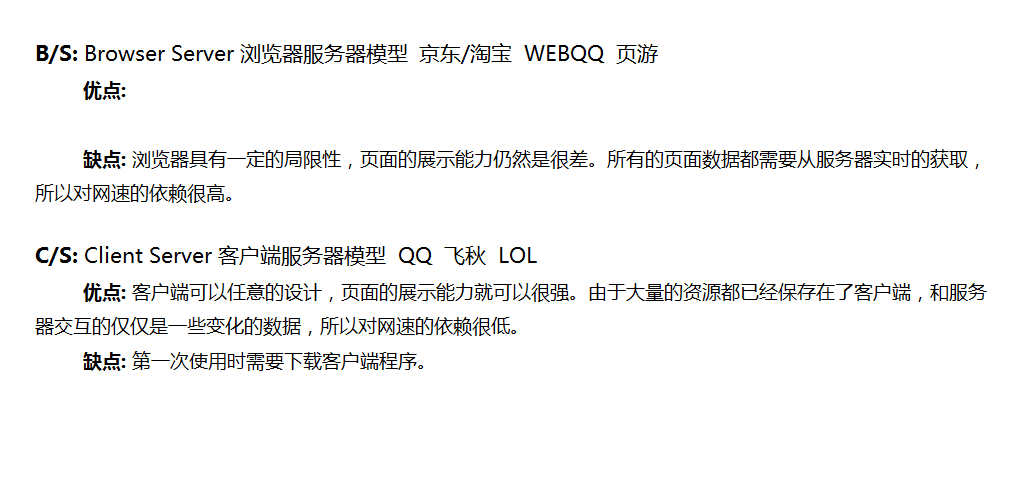 B/S: Browser Server 浏览器服务器模型 京东/淘宝 WEBQQ 页游
优点:
缺点: 浏览器具有一定的局限性，页面的展示能力仍然是很差。所有的页面数据都需要从服务器实时的获取，
所以对网速的依赖很高。
C/S: Client Server 客户端服务器模型 QQ 飞秋 LOL
优点: 客户端可以任意的设计，页面的展示能力就可以很强。由于大量的资源都已经保存在了客户端，和服务
器交互的仅仅是一些变化的数据，所以对网速的依赖很低。
缺点: 第一次使用时需要下载客户端程序。